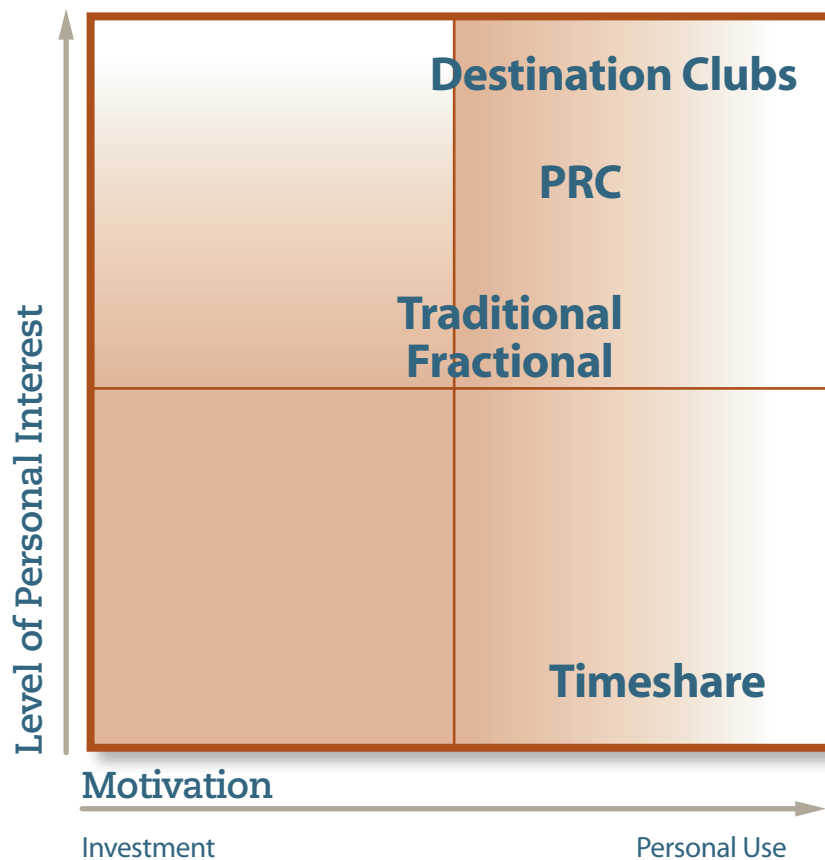 Destination Clubs
PRC
Traditional
Fractional
Timeshare
Level of Personal Interest
Motivation
Investment
Personal Use